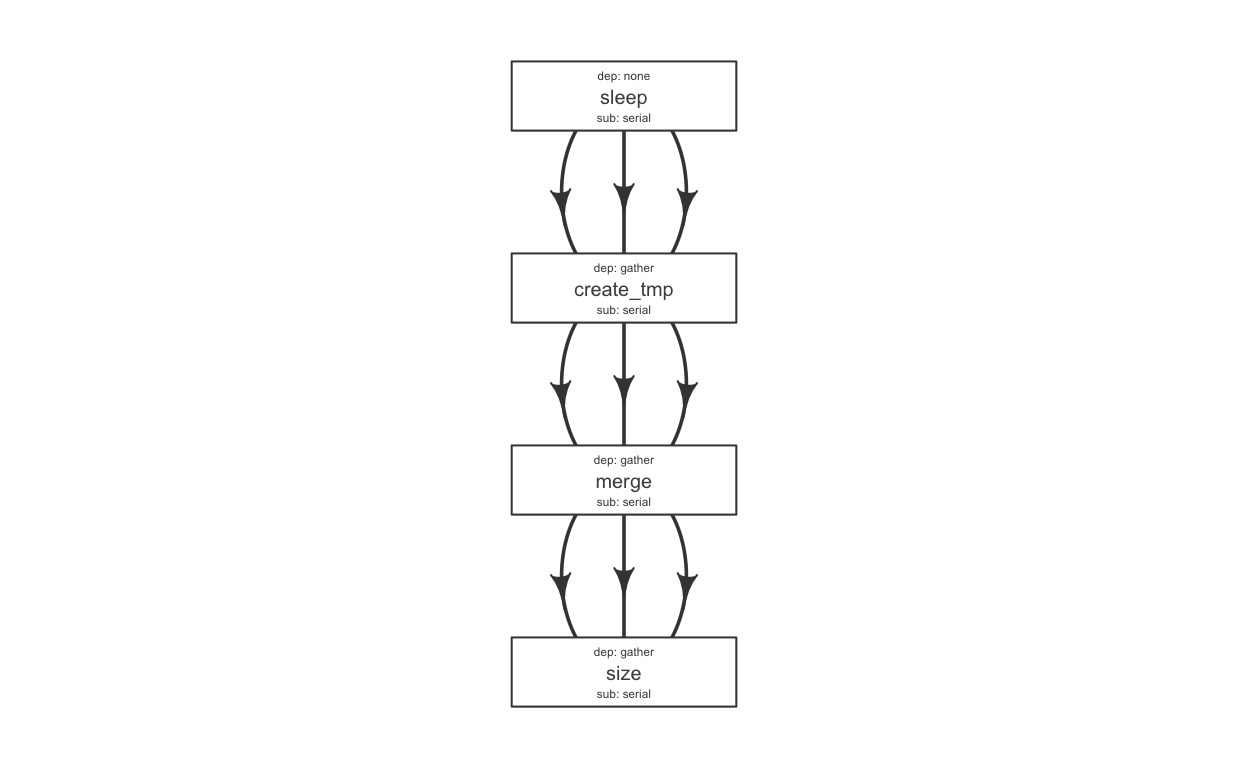 dep: none
sleep
sub: serial
dep: gather
create_tmp
sub: serial
dep: gather
merge
sub: serial
dep: gather
size
sub: serial